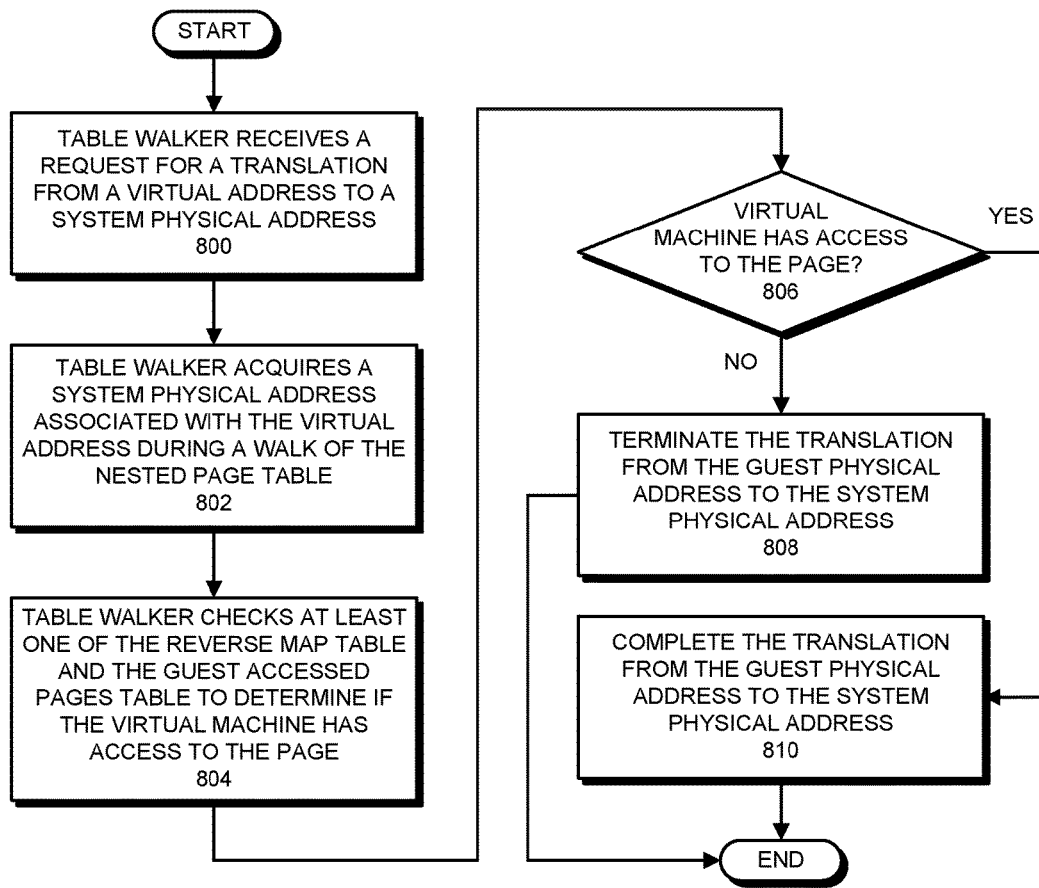 START
TABLE WALKER RECEIVES A
REQUEST FOR A TRANSLATION
FROM A VIRTUAL ADDRESS TO A
SYSTEM PHYSICAL ADDRESS
800
TABLE WALKER ACQUIRES A
SYSTEM PHYSICAL ADDRESS
ASSOCIATED WITH THE VIRTUAL
ADDRESS DURING A WALK OF THE
NESTED PAGE TABLE
802
TABLE WALKER CHECKS AT LEAST
ONE OF THE REVERSE MAP TABLE
AND THE GUEST ACCESSED
PAGES TABLE TO DETERMINE IF
THE VIRTUAL MACHINE HAS
ACCESS TO THE PAGE
804
VIRTUAL
MACHINE HAS ACCESS
TO THE PAGE?
806
YES
NO
TERMINATE THE TRANSLATION
FROM THE GUEST PHYSICAL
ADDRESS TO THE SYSTEM
PHYSICAL ADDRESS
808
COMPLETE THE TRANSLATION
FROM THE GUEST PHYSICAL
ADDRESS TO THE SYSTEM
PHYSICAL ADDRESS
810
END